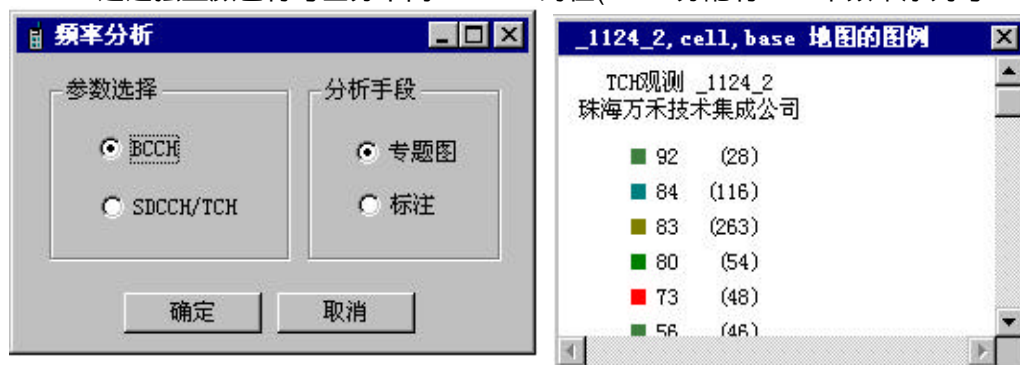 频率分析
参数选择
BCCH
SDCCH/TCH
分析手段
专题图
标注
确定
取消
_1124_2,cell,base 地图的图例
TCH观测 _1124_2
珠海万禾技术集成公司
92 (28)
84 (116)
83 (263)
80 (54)
73 (48)
56 (46)